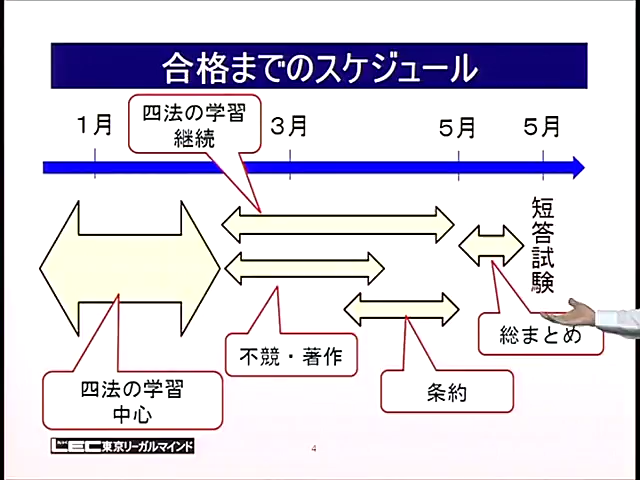 合格までのスケジュール
1月
四法の学習
継続
3月
5月
5月
短答試験
総まとめ
不競・著作
条約
四法の学習
中心
LEC東京リーガルマインド
4